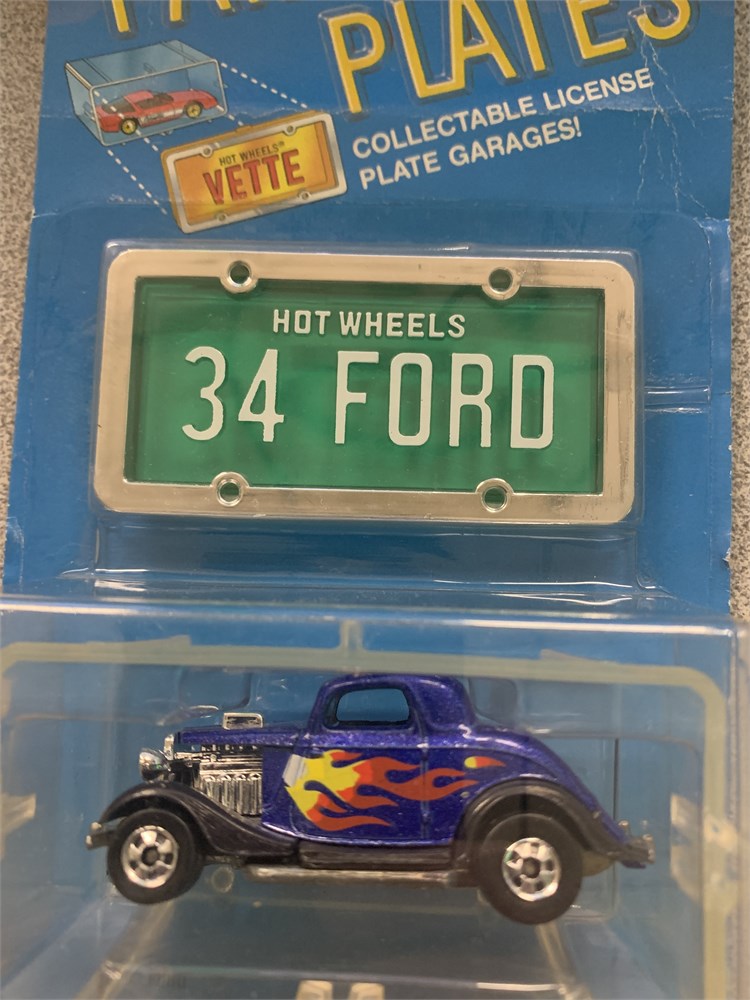 PLATES
COLLECTABLE LICENSE
PLATE GARAGES!
HOT WHEELS®
VETTE
HOT WHEELS
34 FORD